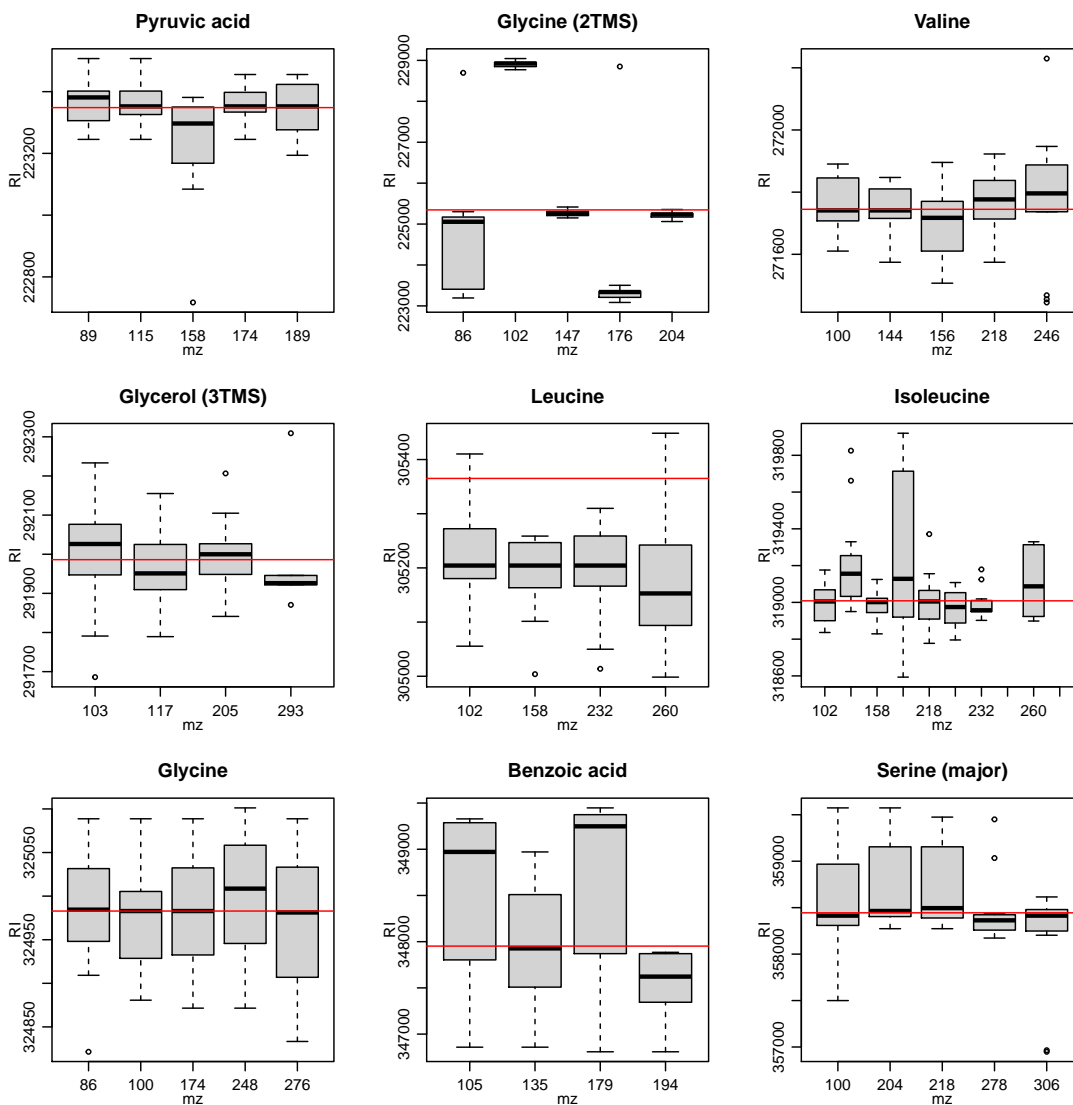 Pyruvic acid
RI
222800
223200
89 115 158 174 189
mz
Glycine (2TMS)
RI
223000
225000
227000
229000
86 102 147 176 204
mz
Valine
RI
271600
272000
100 144 156 218 246
mz
Glycerol (3TMS)
RI
291700
291900
292100
292300
103 117 205 293
mz
Leucine
RI
305000
305200
305400
102 158 232 260
mz
Isoleucine
RI
318600
319000
319400
319800
102 158 218 232 260
mz
Glycine
RI
324850
324950
325050
86 100 174 248 276
mz
Benzoic acid
RI
347000
348000
349000
105 135 179 194
mz
Serine (major)
RI
357000
358000
359000
100 204 218 278 306
mz